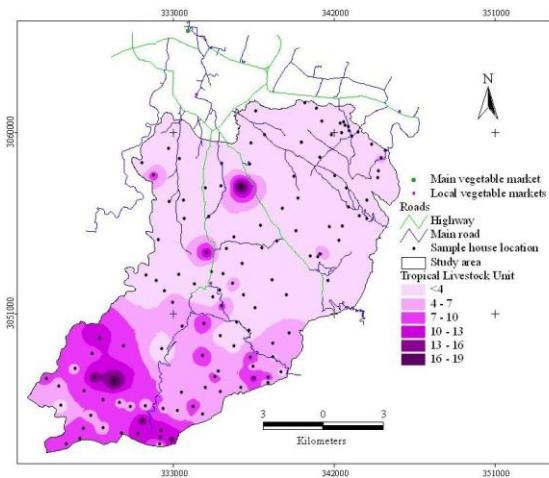 333000 342000 351000
N
3060000 3060000
Main vegetable market
Local vegetable markets
Roads
Highway
Main road
Sample house location
Study area
Tropical Livestock Unit
<4
4 - 7
3051000 3051000
7 - 10
10 - 13
13 - 16
16 - 19
3 0 3
Kilometers
333000 342000 351000